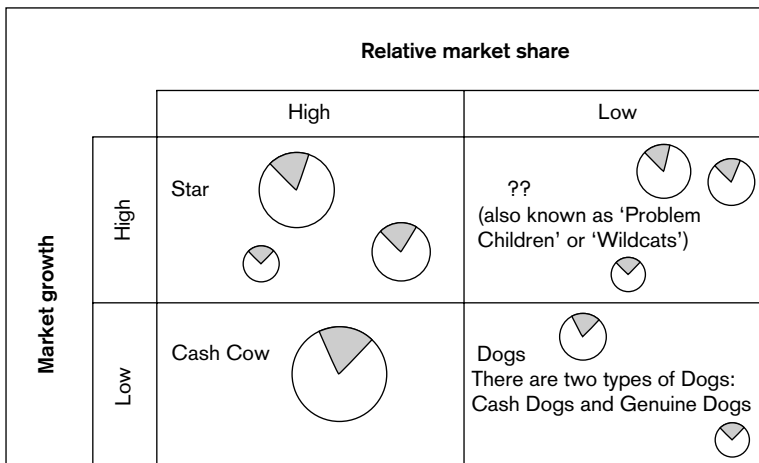 Relative market share
High
Low
Market growth
High
Star
??
(also known as ‘Problem
Children’ or ‘Wildcats’)
Low
Cash Cow
Dogs
There are two types of Dogs:
Cash Dogs and Genuine Dogs